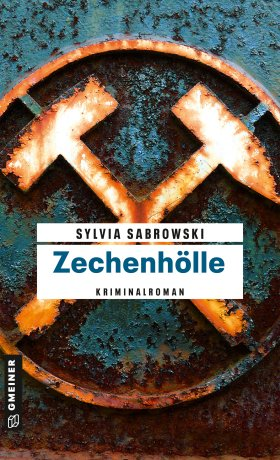 SYLVIA SABROWSKI
Zechenhölle
KRIMINALROMAN
GMEINER